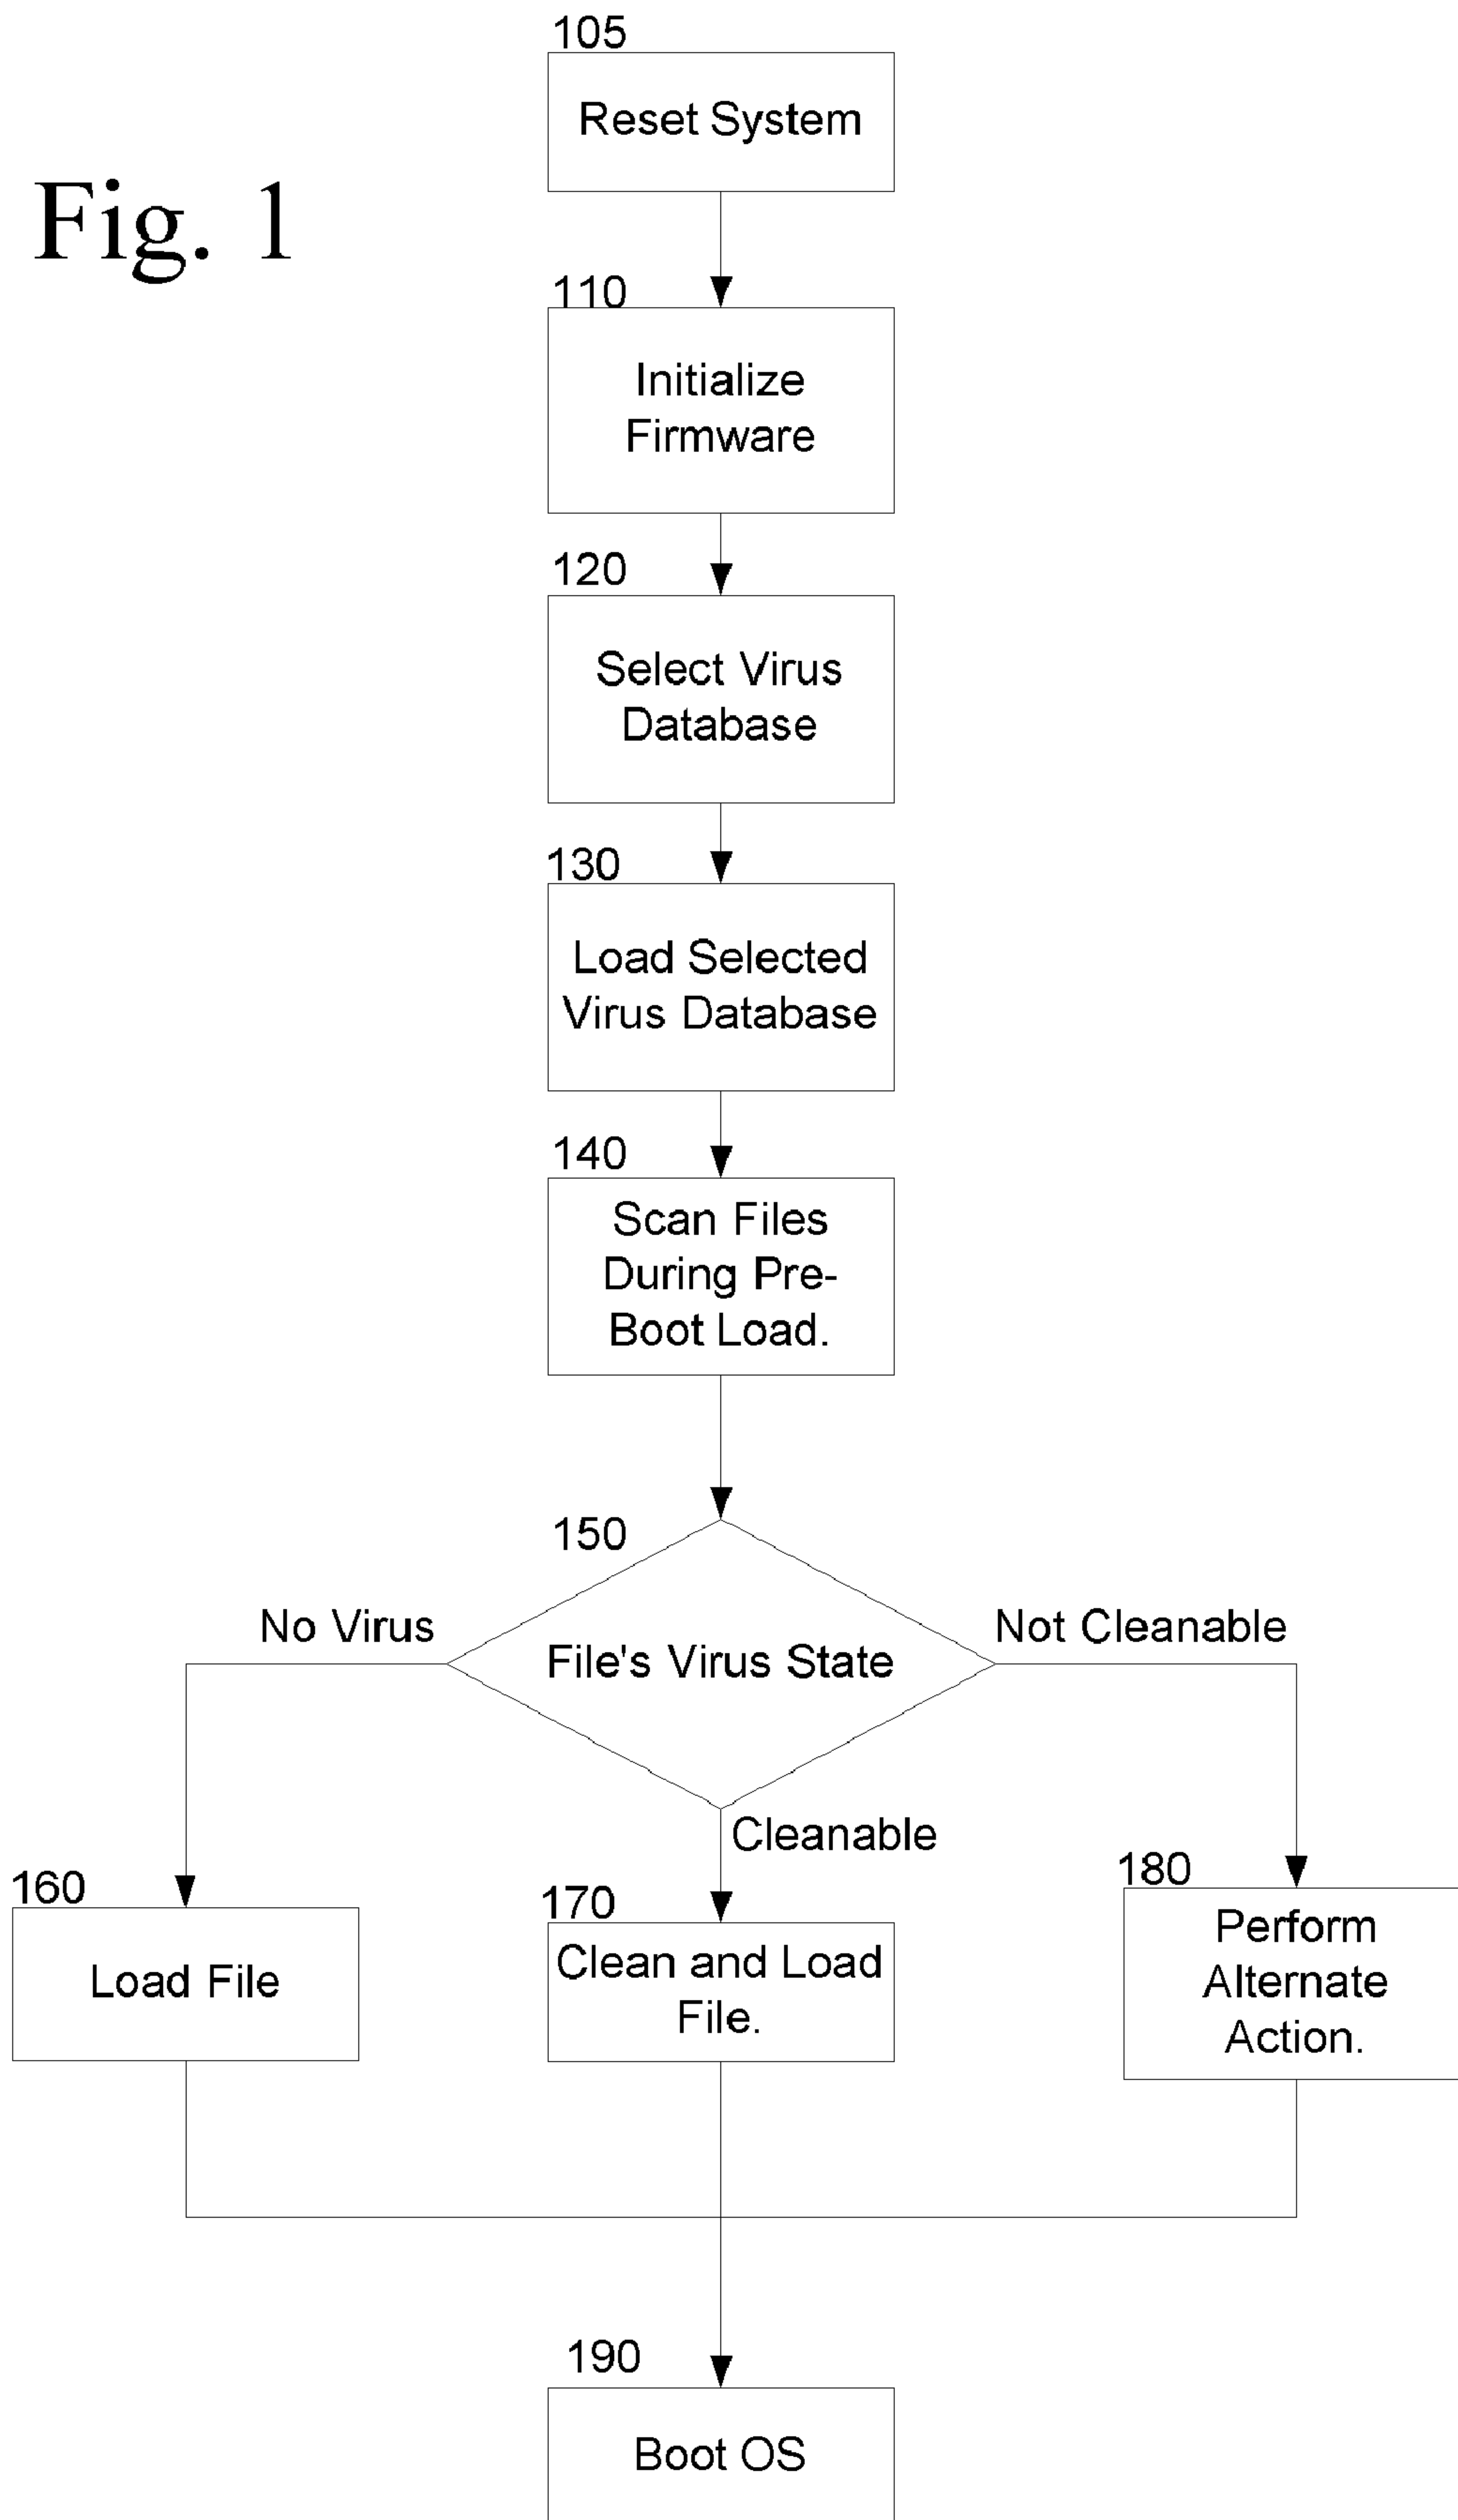 105
Reset System
Fig. 1
110
Initialize
Firmware
120
Select Virus
Database
130
Load Selected
Virus Database
140
Scan Files
During Pre-
Boot Load.
150
No Virus
File's Virus State
Not Cleanable
Cleanable
160
Load File
170
Clean and Load
File.
180
Perform
Alternate
Action.
190
Boot OS